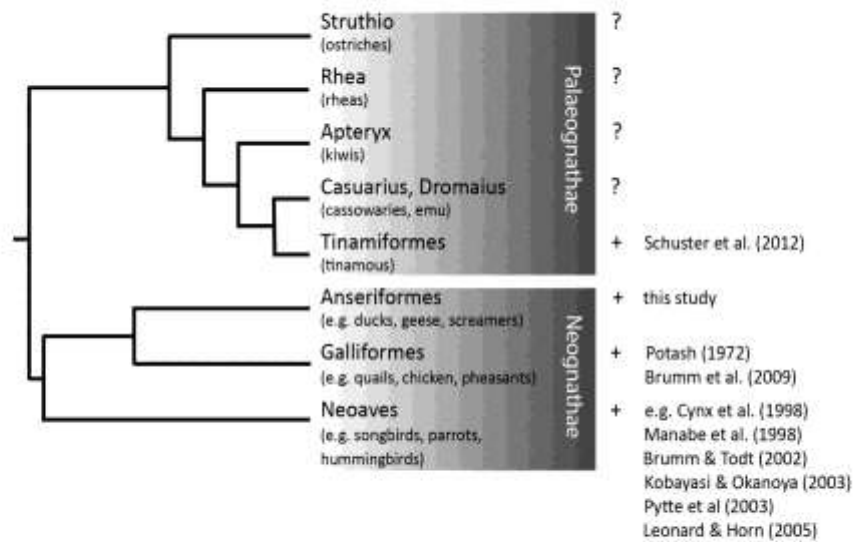 Struthio ?
(ostriches)
Rhea ?
(rheas)
Apteryx ?
(kiwis)
Casuarius, Dromaius ?
(cassowaries, emu)
Tinamiformes + Schuster et al. (2012)
(tinamous)
Palaeognathae
Anseriformes + this study
(e.g. ducks, geese, screamers)
Galliformes + Potash (1972)
(e.g. quails, chicken, pheasants) Brumm et al. (2009)
Neoaves + e.g. Cynx et al. (1998)
(e.g. songbirds, parrots, Manabe et al. (1998)
hummingbirds) Brumm & Todt (2002)
Kobayasi & Okanoya (2003)
Pytte et al (2003)
Leonard & Horn (2005)
Neognathae